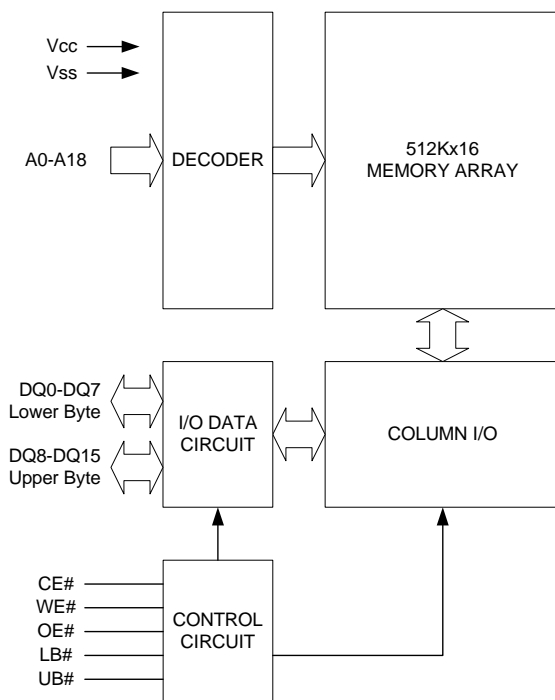 Vcc
Vss
A0-A18
DECODER
512Kx16
MEMORY ARRAY
DQ0-DQ7
Lower Byte
DQ8-DQ15
Upper Byte
I/O DATA
CIRCUIT
COLUMN I/O
CE#
WE#
OE#
LB#
UB#
CONTROL
CIRCUIT